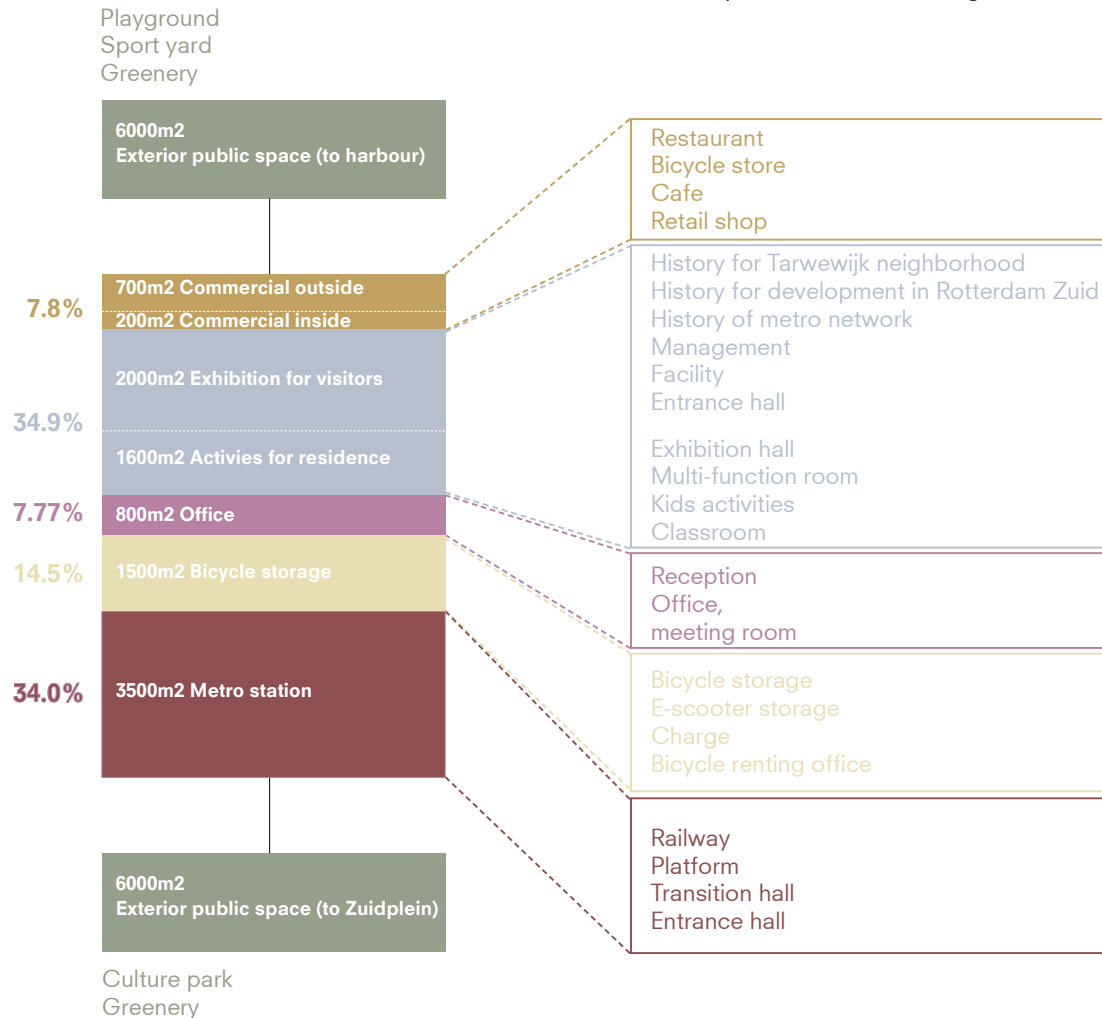 Playground
Sport yard
Greenery
6000m2
Exterior public space (to harbour)
7.8%
700m2 Commercial outside
200m2 Commercial inside
34.9%
2000m2 Exhibition for visitors
1600m2 Activies for residence
7.77%
800m2 Office
14.5%
1500m2 Bicycle storage
34.0%
3500m2 Metro station
6000m2
Exterior public space (to Zuidplein)
Culture park
Greenery
Restaurant
Bicycle store
Cafe
Retail shop
History for Tarwewijk neighborhood
History for development in Rotterdam Zuid
History of metro network
Management
Facility
Entrance hall
Exhibition hall
Multi-function room
Kids activities
Classroom
Reception
Office,
meeting room
Bicycle storage
E-scooter storage
Charge
Bicycle renting office
Railway
Platform
Transition hall
Entrance hall